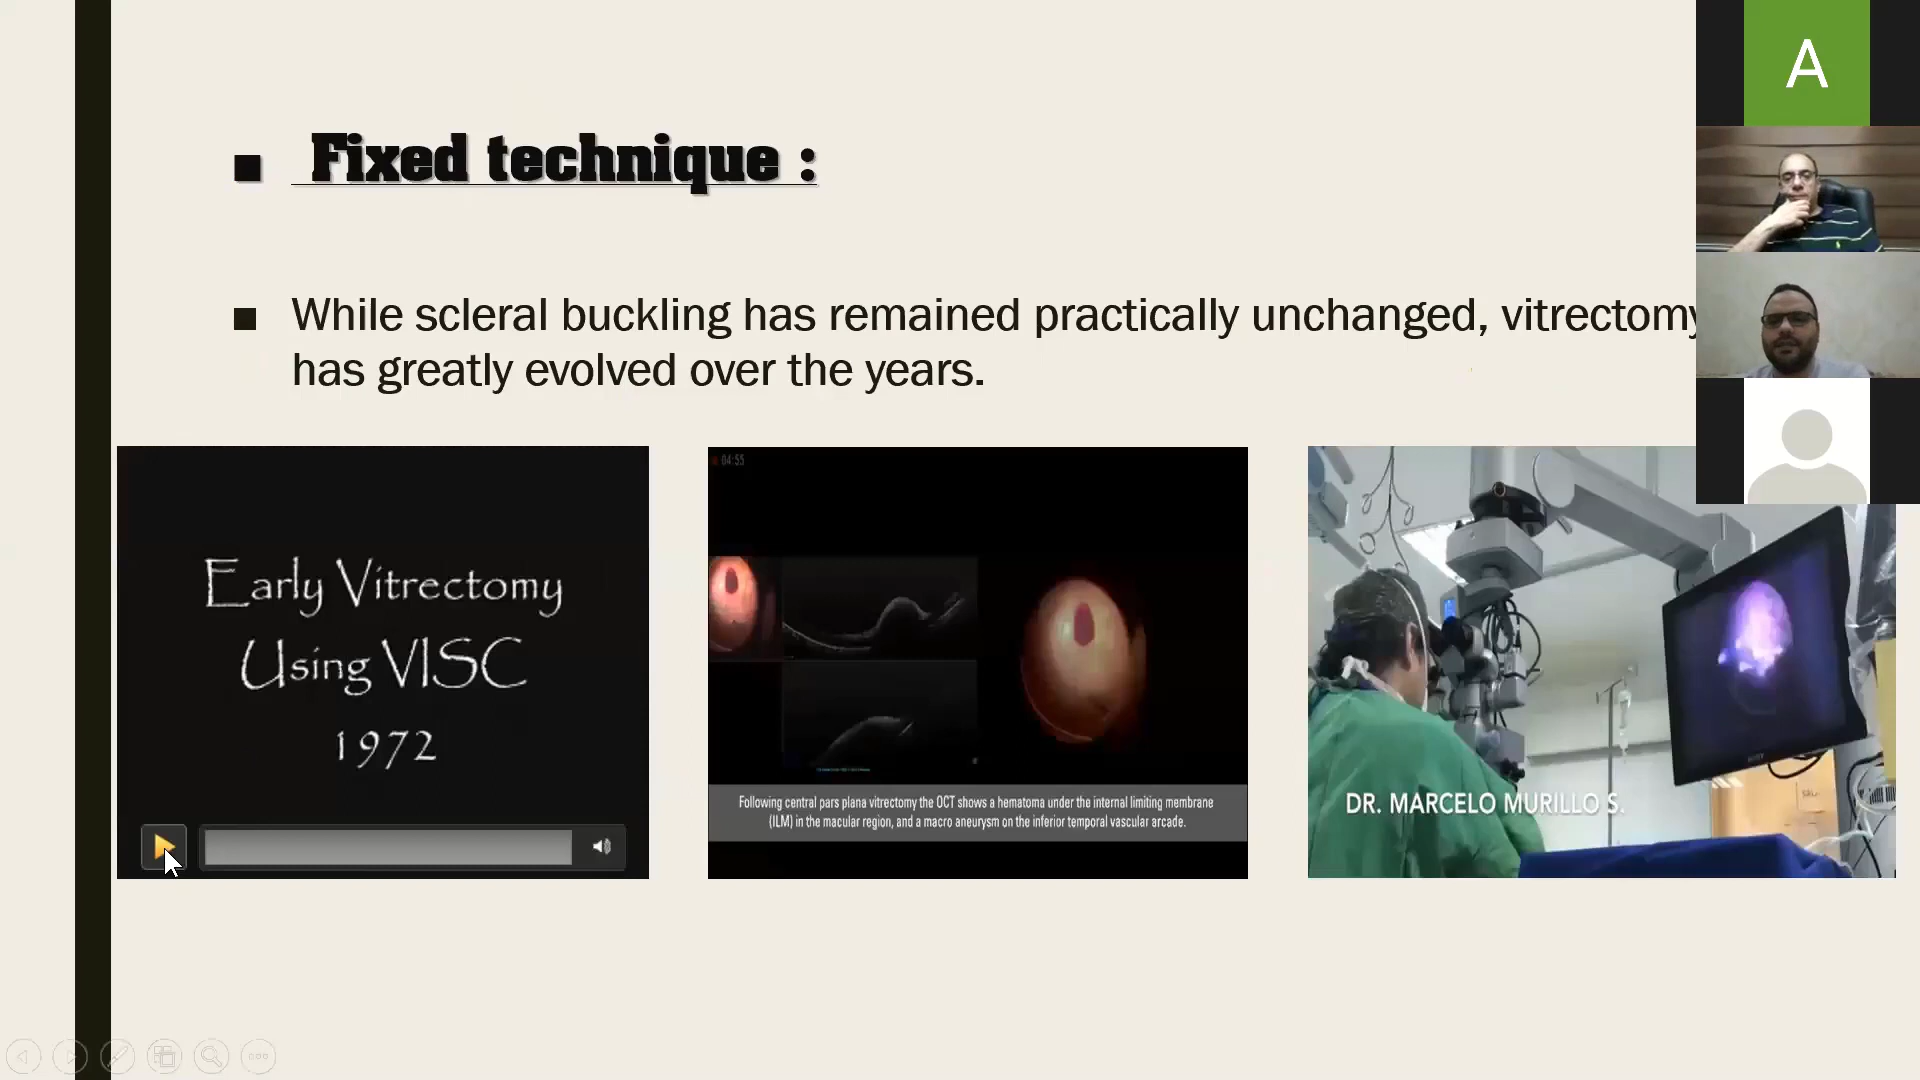 Fixed technique :
While scleral buckling has remained practically unchanged, vitrectomy
has greatly evolved over the years.
Early Vitrectomy
Using VISC
1972
04:55
Following central pars plana vitrectomy the OCT shows a hematoma under the internal limiting membrane
(ILM) in the macular region, and a macro aneurysm on the inferior temporal vascular arcade.
DR. MARCELO MURILLO S.
A